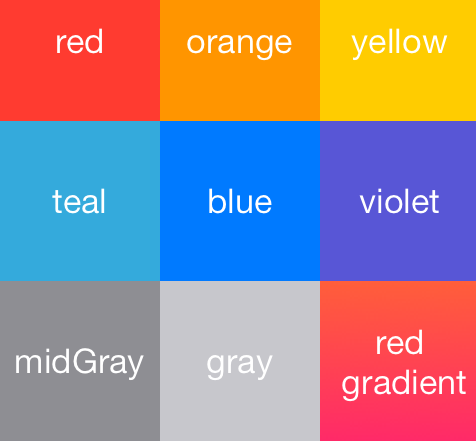 red
orange
yellow
teal
blue
violet
midGray
gray
red
gradient